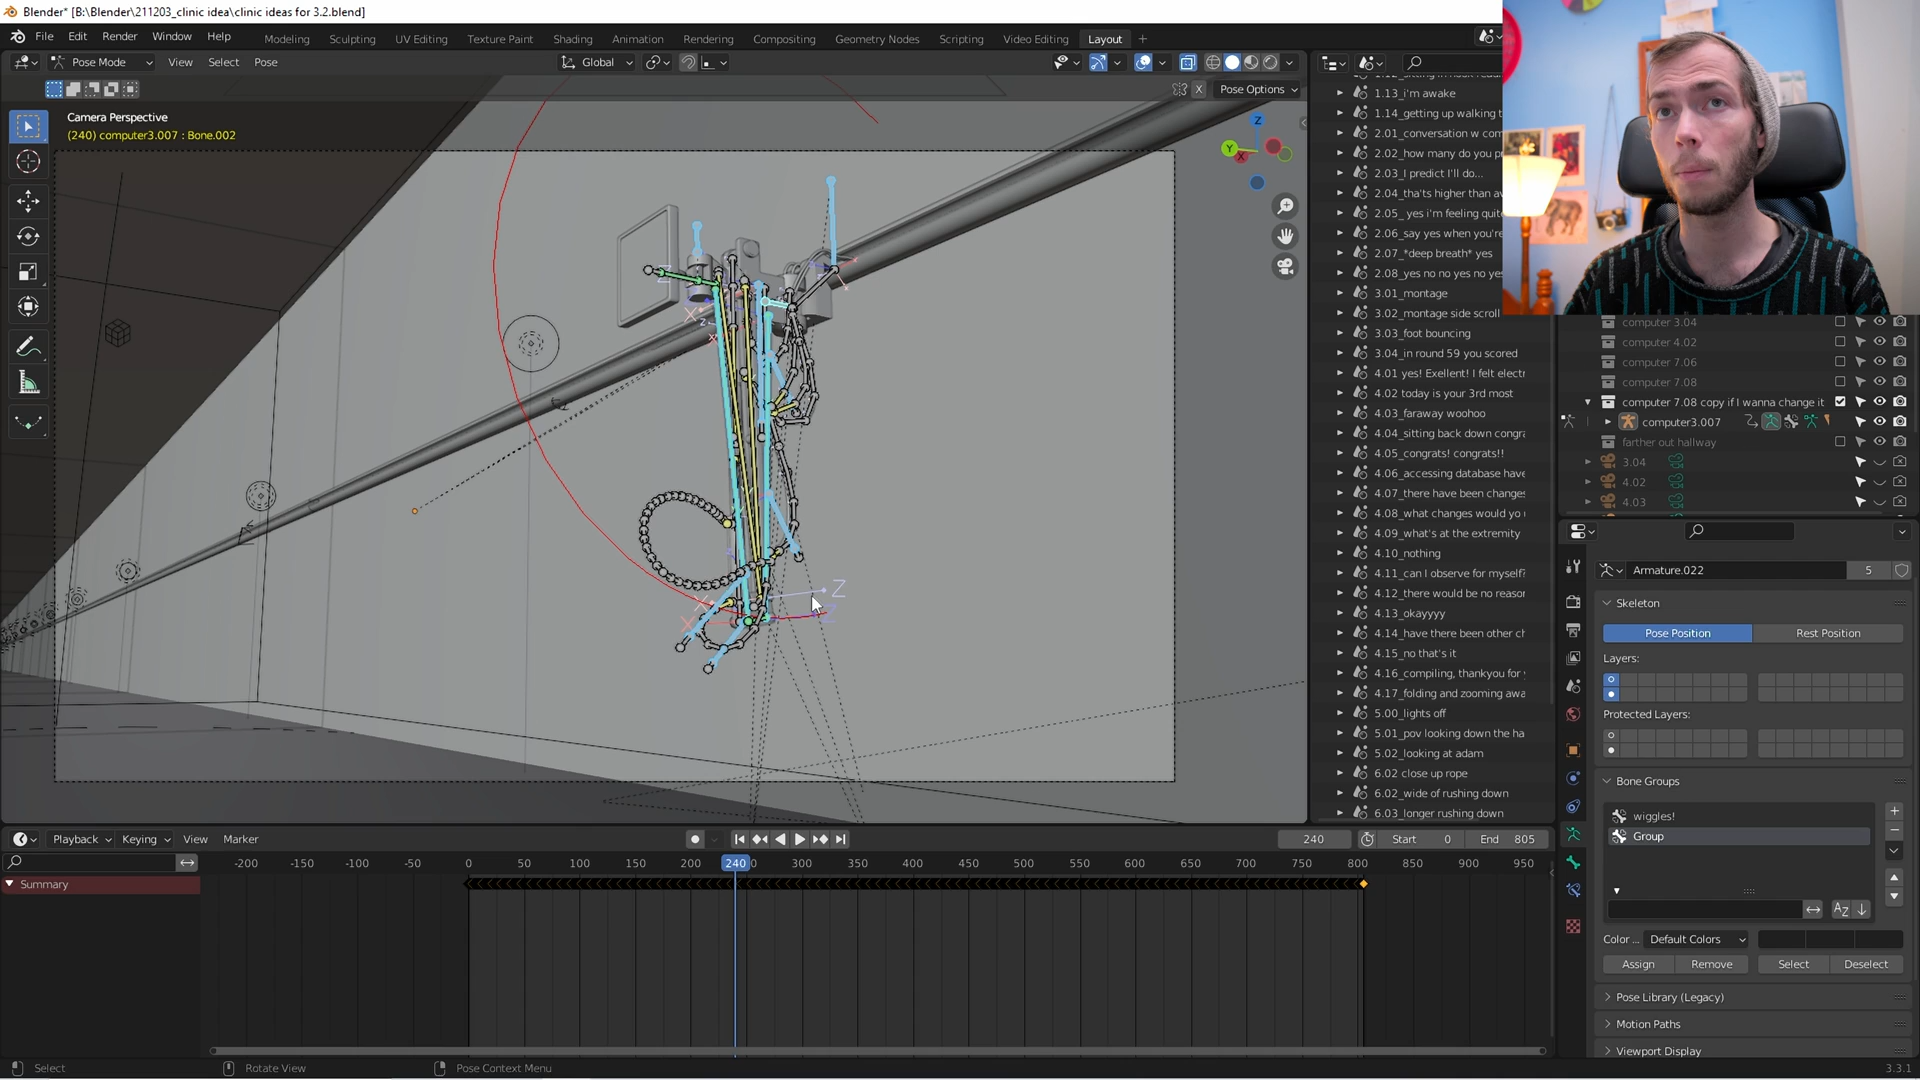 Blender* [B:\Blender\211203_clinic idea\clinic ideas for 3.2.blend]
File Edit Render Window Help
Modeling Sculpting UV Editing Texture Paint Shading Animation Rendering Compositing Geometry Nodes Scripting Video Editing Layout +
Pose Mode View Select Pose Global
X Pose Options
Camera Perspective
(240) computer3.007 : Bone.002
Z
Y
X
Z
X
Z
X
X
Z
Z
X
X
1.13_i'm awake
1.14_getting up walking t
2.01_conversation w com
2.02_how many do you p
2.03_I predict I'll do...
2.04_tha'ts higher than av
2.05_ yes i'm feeling quit
2.06_say yes when you're
2.07_*deep breath* yes
2.08_yes no no yes no ye
3.01_montage
3.02_montage side scroll
3.03_foot bouncing
3.04_in round 59 you scored
4.01 yes! Exellent! I felt electr
4.02 today is your 3rd most
4.03_faraway woohoo
4.04_sitting back down congra
4.05_congrats! congrats!!
4.06_accessing database have
4.07_there have been changes
4.08_what changes would yo
4.09_what's at the extremity
4.10_nothing
4.11_can I observe for myself?
4.12_there would be no reasor
4.13_okayyyy
4.14_have there been other ch
4.15_no that's it
4.16_compiling, thankyou for
4.17_folding and zooming awa
5.00_lights off
5.01_pov looking down the ha
5.02_looking at adam
6.02 close up rope
6.02_wide of rushing down
6.03_longer rushing down
computer 3.04
computer 4.02
computer 7.06
computer 7.08
computer 7.08 copy if I wanna change it
computer3.007
farther out hallway
3.04
4.02
4.03
Armature.022 5
Skeleton
Pose Position Rest Position
Layers:
Protected Layers:
Bone Groups
wiggles!
Group
Color ... Default Colors
Assign Remove Select Deselect
Pose Library (Legacy)
Motion Paths
Viewport Display
Playback Keying View Marker
240 Start 0 End 805
-200 -150 -100 -50 0 50 100 150 200 240 300 350 400 450 500 550 600 650 700 750 800 850 900 950
Summary
Select Rotate View Pose Context Menu 3.3.1